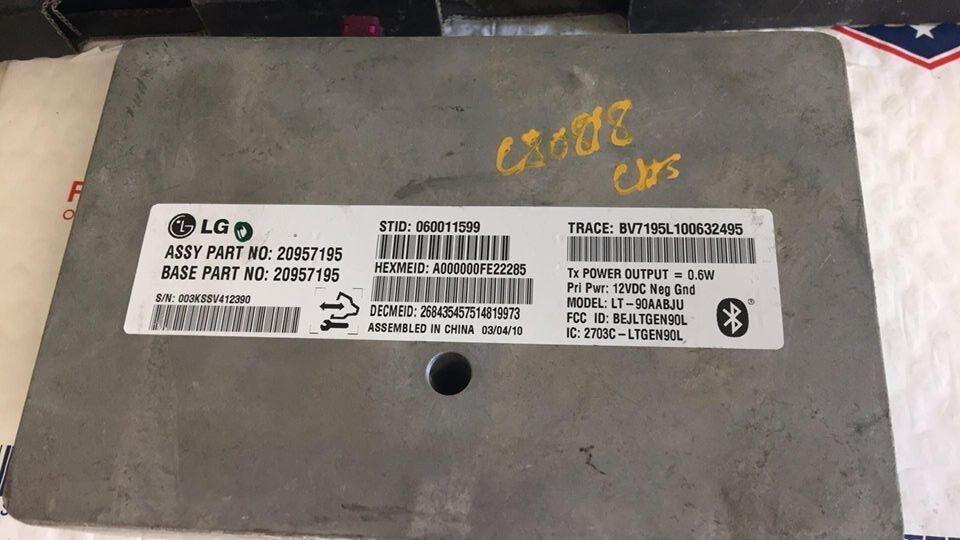 LG
ASSY PART NO: 20957195
BASE PART NO: 20957195
S/N: 003KSSV412390
STID: 060011599
HEXMEID: A000000FE22285
DECMEID: 268435457514819973
ASSEMBLED IN CHINA 03/04/10
TRACE: BV7195L100632495
Tx POWER OUTPUT = 0.6W
Pri Pwr: 12VDC Neg Gnd
MODEL: LT-90AABJU
FCC ID: BEJLTGEN90L
IC: 2703C-LTGEN90L